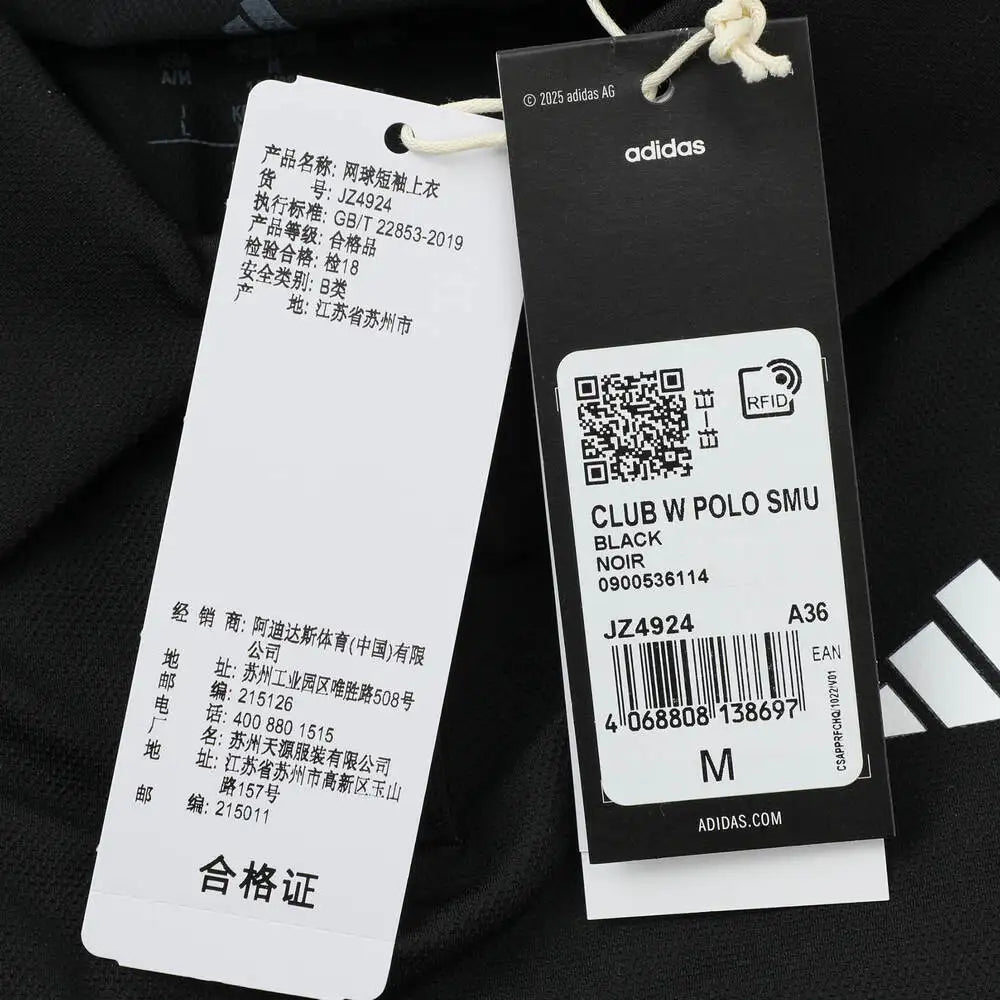 产品名称: 网球短袖上衣
货 号: JZ4924
执行标准: GB/T 22853-2019
产品等级: 合格品
检验合格: 检18
安全类别: B类
产 地: 江苏省苏州市
经 销 商: 阿迪达斯体育(中国)有限
公司
地 址: 苏州工业园区唯胜路508号
邮 编: 215126
电 话: 400 880 1515
厂 名: 苏州天源服装有限公司
地 址: 江苏省苏州市高新区玉山
路157号
邮 编: 215011
合格证
© 2025 adidas AG
adidas
RFID
CLUB W POLO SMU
BLACK
NOIR
0900536114
JZ4924 A36
EAN
4 068808 138697
CSAPPRFCHQ/1022/V01
M
ADIDAS.COM